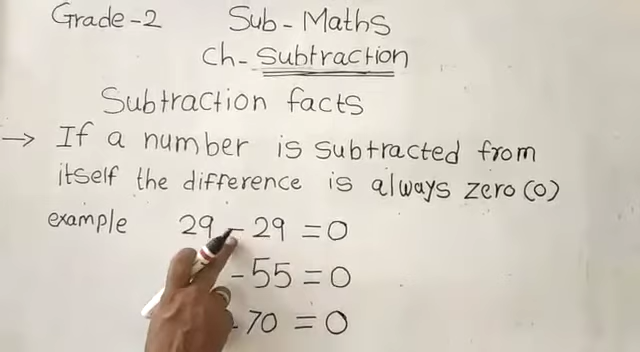 Grade-2 Sub-Maths
Ch-Subtraction
Subtraction facts
→ If a number is subtracted from
itself the difference is always zero (0)
example 29 - 29 = 0
- 55 = 0
- 70 = 0